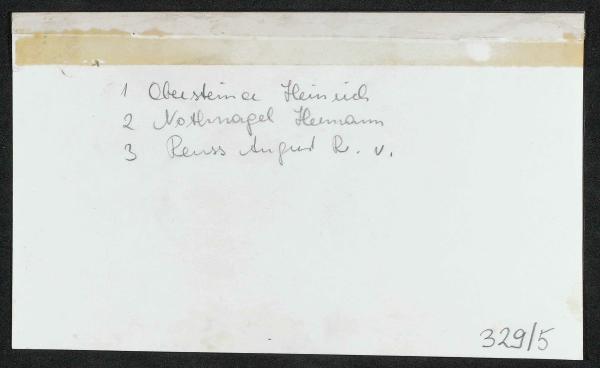 1 Obersteiner Heinrich
2 Nothnagel Hermann
3 Reuss August R. v.
329/5